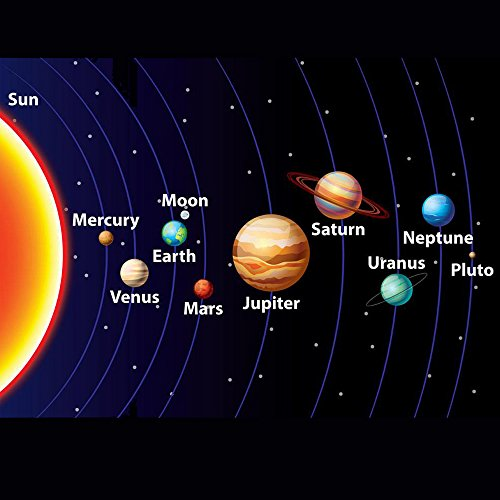 Sun
Mercury
Venus
Moon
Earth
Mars
Jupiter
Saturn
Uranus
Neptune
Pluto